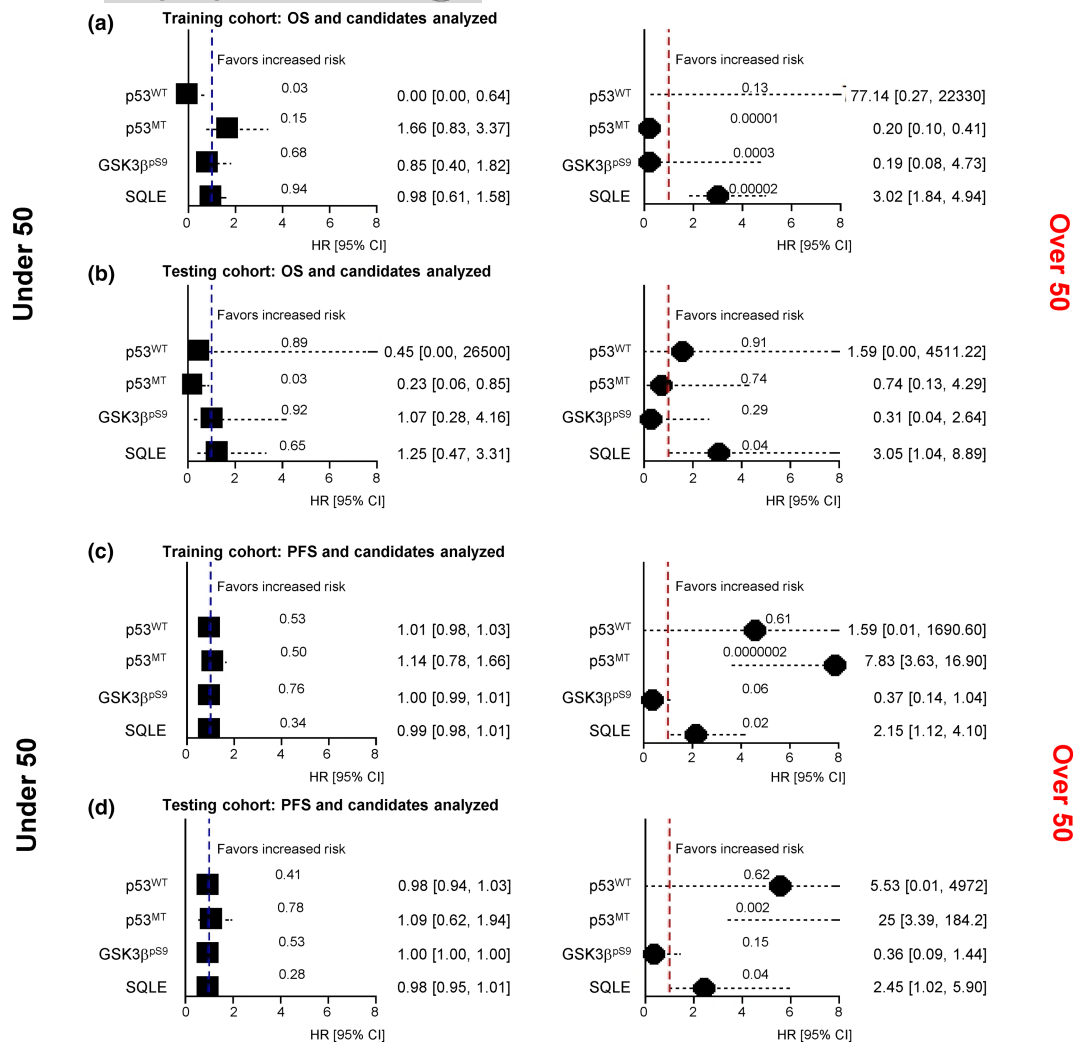 (a) Training cohort: OS and candidates analyzed
Under 50
Favors increased risk
p53WT 0.03 0.00 [0.00, 0.64]
p53MT 0.15 1.66 [0.83, 3.37]
GSK3βpS9 0.68 0.85 [0.40, 1.82]
SQLE 0.94 0.98 [0.61, 1.58]
0 2 4 6 8
HR [95% CI]
Over 50
Favors increased risk
p53WT 0.13 77.14 [0.27, 22330]
p53MT 0.00001 0.20 [0.10, 0.41]
GSK3βpS9 0.0003 0.19 [0.08, 4.73]
SQLE 0.00002 3.02 [1.84, 4.94]
0 2 4 6 8
HR [95% CI]
(b) Testing cohort: OS and candidates analyzed
Favors increased risk
p53WT 0.89 0.45 [0.00, 26500]
p53MT 0.03 0.23 [0.06, 0.85]
GSK3βpS9 0.92 1.07 [0.28, 4.16]
SQLE 0.65 1.25 [0.47, 3.31]
0 2 4 6 8
HR [95% CI]
Favors increased risk
p53WT 0.91 1.59 [0.00, 4511.22]
p53MT 0.74 0.74 [0.13, 4.29]
GSK3βpS9 0.29 0.31 [0.04, 2.64]
SQLE 0.04 3.05 [1.04, 8.89]
0 2 4 6 8
HR [95% CI]
(c) Training cohort: PFS and candidates analyzed
Under 50
Favors increased risk
p53WT 0.53 1.01 [0.98, 1.03]
p53MT 0.50 1.14 [0.78, 1.66]
GSK3βpS9 0.76 1.00 [0.99, 1.01]
SQLE 0.34 0.99 [0.98, 1.01]
0 2 4 6 8
HR [95% CI]
Over 50
Favors increased risk
p53WT 0.61 1.59 [0.01, 1690.60]
p53MT 0.0000002 7.83 [3.63, 16.90]
GSK3βpS9 0.06 0.37 [0.14, 1.04]
SQLE 0.02 2.15 [1.12, 4.10]
0 2 4 6 8
HR [95% CI]
(d) Testing cohort: PFS and candidates analyzed
Favors increased risk
p53WT 0.41 0.98 [0.94, 1.03]
p53MT 0.78 1.09 [0.62, 1.94]
GSK3βpS9 0.53 1.00 [1.00, 1.00]
SQLE 0.28 0.98 [0.95, 1.01]
0 2 4 6 8
HR [95% CI]
Favors increased risk
p53WT 0.62 5.53 [0.01, 4972]
p53MT 0.002 25 [3.39, 184.2]
GSK3βpS9 0.15 0.36 [0.09, 1.44]
SQLE 0.04 2.45 [1.02, 5.90]
0 2 4 6 8
HR [95% CI]